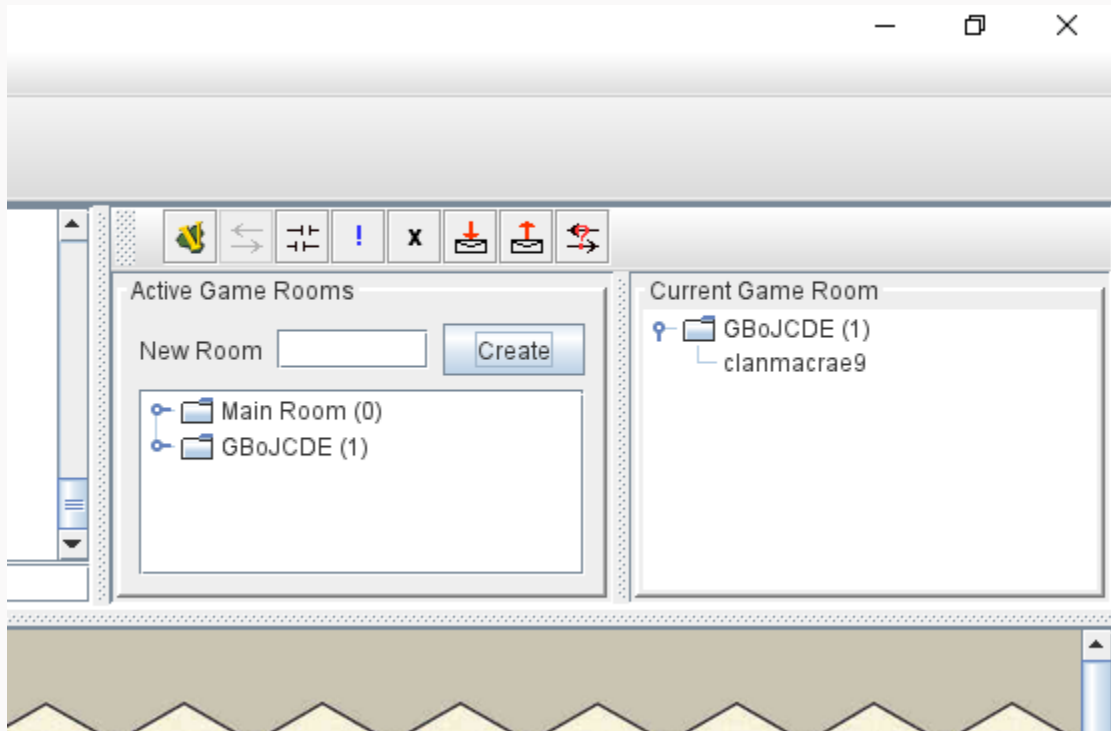 ! x ?
Active Game Rooms
New Room Create
Main Room (0)
GBoJCDE (1)
Current Game Room
GBoJCDE (1)
clanmacrae9